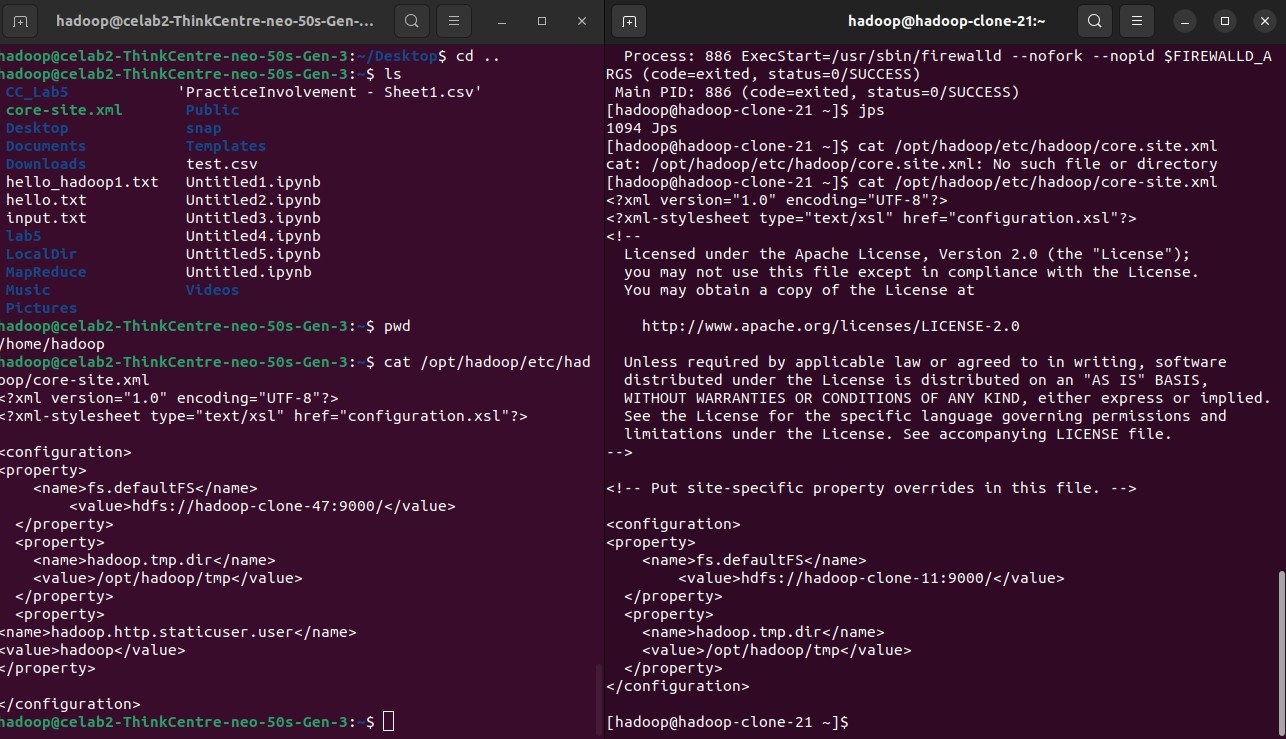 hadoop@celab2-ThinkCentre-neo-50s-Gen-...
hadoop@celab2-ThinkCentre-neo-50s-Gen-3:~/Desktop$ cd ..
hadoop@celab2-ThinkCentre-neo-50s-Gen-3:~$ ls
CC_Lab5 'PracticeInvolvement - Sheet1.csv'
core-site.xml Public
Desktop snap
Documents Templates
Downloads test.csv
hello_hadoop1.txt Untitled1.ipynb
hello.txt Untitled2.ipynb
input.txt Untitled3.ipynb
lab5 Untitled4.ipynb
LocalDir Untitled5.ipynb
MapReduce Untitled.ipynb
Music Videos
Pictures
hadoop@celab2-ThinkCentre-neo-50s-Gen-3:~$ pwd
/home/hadoop
hadoop@celab2-ThinkCentre-neo-50s-Gen-3:~$ cat /opt/hadoop/etc/had
oop/core-site.xml
<?xml version="1.0" encoding="UTF-8"?>
<?xml-stylesheet type="text/xsl" href="configuration.xsl"?>
<configuration>
<property>
<name>fs.defaultFS</name>
<value>hdfs://hadoop-clone-47:9000/</value>
</property>
<property>
<name>hadoop.tmp.dir</name>
<value>/opt/hadoop/tmp</value>
</property>
<property>
<name>hadoop.http.staticuser.user</name>
<value>hadoop</value>
</property>
</configuration>
hadoop@celab2-ThinkCentre-neo-50s-Gen-3:~$
hadoop@hadoop-clone-21:~
Process: 886 ExecStart=/usr/sbin/firewalld --nofork --nopid $FIREWALLD_A
RGS (code=exited, status=0/SUCCESS)
Main PID: 886 (code=exited, status=0/SUCCESS)
[hadoop@hadoop-clone-21 ~]$ jps
1094 Jps
[hadoop@hadoop-clone-21 ~]$ cat /opt/hadoop/etc/hadoop/core.site.xml
cat: /opt/hadoop/etc/hadoop/core.site.xml: No such file or directory
[hadoop@hadoop-clone-21 ~]$ cat /opt/hadoop/etc/hadoop/core-site.xml
<?xml version="1.0" encoding="UTF-8"?>
<?xml-stylesheet type="text/xsl" href="configuration.xsl"?>
<!--
Licensed under the Apache License, Version 2.0 (the "License");
you may not use this file except in compliance with the License.
You may obtain a copy of the License at
http://www.apache.org/licenses/LICENSE-2.0
Unless required by applicable law or agreed to in writing, software
distributed under the License is distributed on an "AS IS" BASIS,
WITHOUT WARRANTIES OR CONDITIONS OF ANY KIND, either express or implied.
See the License for the specific language governing permissions and
limitations under the License. See accompanying LICENSE file.
-->
<!-- Put site-specific property overrides in this file. -->
<configuration>
<property>
<name>fs.defaultFS</name>
<value>hdfs://hadoop-clone-11:9000/</value>
</property>
<property>
<name>hadoop.tmp.dir</name>
<value>/opt/hadoop/tmp</value>
</property>
</configuration>
[hadoop@hadoop-clone-21 ~]$